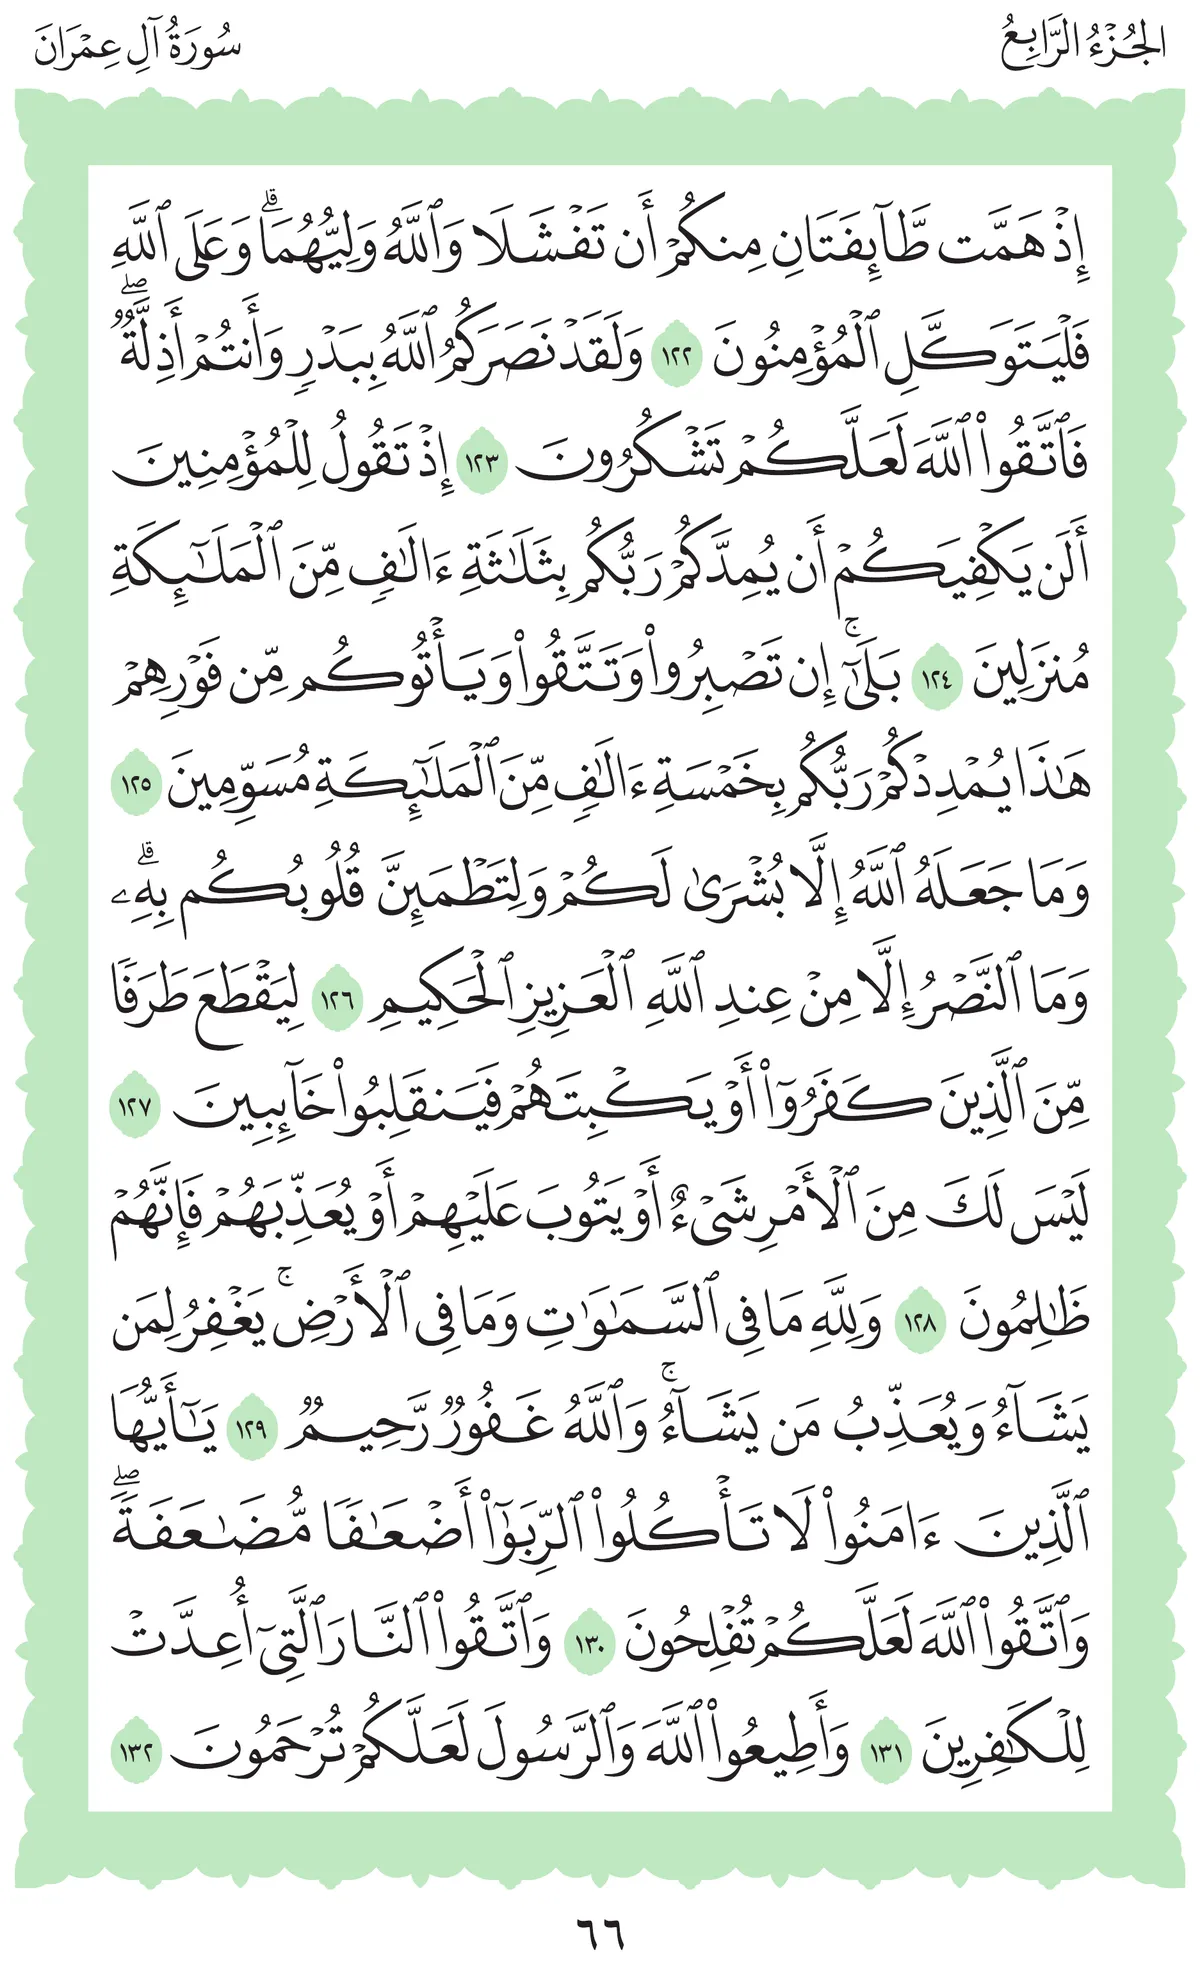 الجُزْءُ الرَّابِعُ
سُورَةُ آلِ عِمْرَانَ
إِذْ هَمَّت طَّآئِفَتَانِ مِنكُمْ أَن تَفْشَلَا وَٱللَّهُ وَلِيُّهُمَاۗ وَعَلَى ٱللَّهِ
فَلْيَتَوَكَّلِ ٱلْمُؤْمِنُونَ ١٢٢ وَلَقَدْ نَصَرَكُمُ ٱللَّهُ بِبَدْرٍ وَأَنتُمْ أَذِلَّةٌۖ
فَٱتَّقُوا۟ ٱللَّهَ لَعَلَّكُمْ تَشْكُرُونَ ١٢٣ إِذْ تَقُولُ لِلْمُؤْمِنِينَ
أَلَن يَكْفِيَكُمْ أَن يُمِدَّكُمْ رَبُّكُم بِثَلَٰثَةِ ءَالَٰفٍ مِّنَ ٱلْمَلَٰٓئِكَةِ
مُنزَلِينَ ١٢٤ بَلَىٰٓۚ إِن تَصْبِرُوا۟ وَتَتَّقُوا۟ وَيَأْتُوكُم مِّن فَوْرِهِمْ
هَٰذَا يُمْدِدْكُمْ رَبُّكُم بِخَمْسَةِ ءَالَٰفٍ مِّنَ ٱلْمَلَٰٓئِكَةِ مُسَوِّمِينَ ١٢٥
وَمَا جَعَلَهُ ٱللَّهُ إِلَّا بُشْرَىٰ لَكُمْ وَلِتَطْمَئِنَّ قُلُوبُكُم بِهِۦۗ
وَمَا ٱلنَّصْرُ إِلَّا مِنْ عِندِ ٱللَّهِ ٱلْعَزِيزِ ٱلْحَكِيمِ ١٢٦ لِيَقْطَعَ طَرَفًا
مِّنَ ٱلَّذِينَ كَفَرُوٓا۟ أَوْ يَكْبِتَهُمْ فَيَنقَلِبُوا۟ خَآئِبِينَ ١٢٧
لَيْسَ لَكَ مِنَ ٱلْأَمْرِ شَىْءٌ أَوْ يَتُوبَ عَلَيْهِمْ أَوْ يُعَذِّبَهُمْ فَإِنَّهُمْ
ظَٰلِمُونَ ١٢٨ وَلِلَّهِ مَا فِى ٱلسَّمَٰوَٰتِ وَمَا فِى ٱلْأَرْضِۚ يَغْفِرُ لِمَن
يَشَآءُ وَيُعَذِّبُ مَن يَشَآءُۚ وَٱللَّهُ غَفُورٌ رَّحِيمٌ ١٢٩ يَٰٓأَيُّهَا
ٱلَّذِينَ ءَامَنُوا۟ لَا تَأْكُلُوا۟ ٱلرِّبَوٰٓا۟ أَضْعَٰفًا مُّضَٰعَفَةًۖ
وَٱتَّقُوا۟ ٱللَّهَ لَعَلَّكُمْ تُفْلِحُونَ ١٣٠ وَٱتَّقُوا۟ ٱلنَّارَ ٱلَّتِىٓ أُعِدَّتْ
لِلْكَٰفِرِينَ ١٣١ وَأَطِيعُوا۟ ٱللَّهَ وَٱلرَّسُولَ لَعَلَّكُمْ تُرْحَمُونَ ١٣٢
٦٦